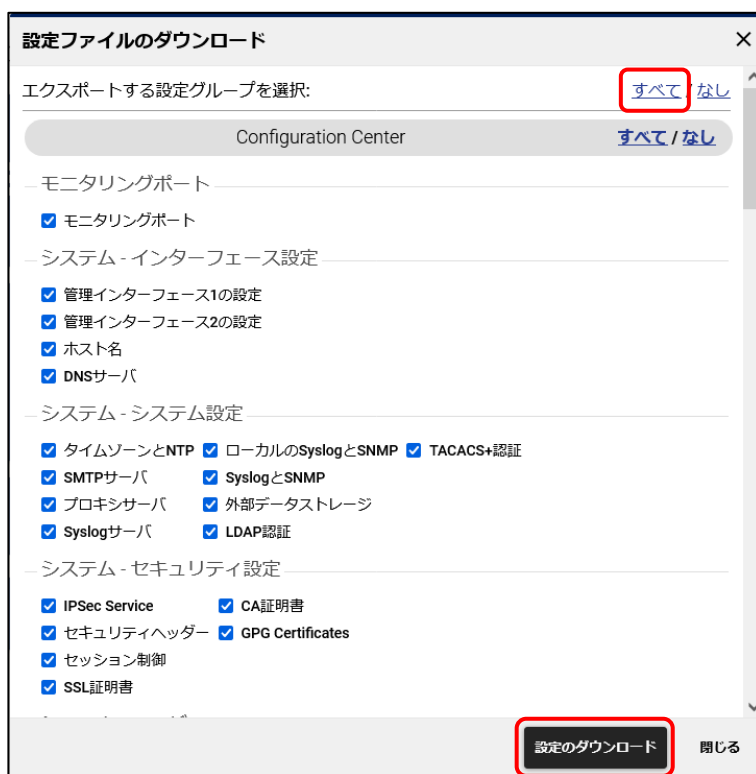 設定ファイルのダウンロード ×
エクスポートする設定グループを選択: すべて / なし
Configuration Center すべて / なし
モニタリングポート
モニタリングポート
システム - インターフェース設定
管理インターフェース1の設定
管理インターフェース2の設定
ホスト名
DNSサーバ
システム - システム設定
タイムゾーンとNTP ローカルのSyslogとSNMP TACACS+認証
SMTPサーバ SyslogとSNMP
プロキシサーバ 外部データストレージ
Syslogサーバ LDAP認証
システム - セキュリティ設定
IPSec Service CA証明書
セキュリティヘッダー GPG Certificates
セッション制御
SSL証明書
設定のダウンロード 閉じる